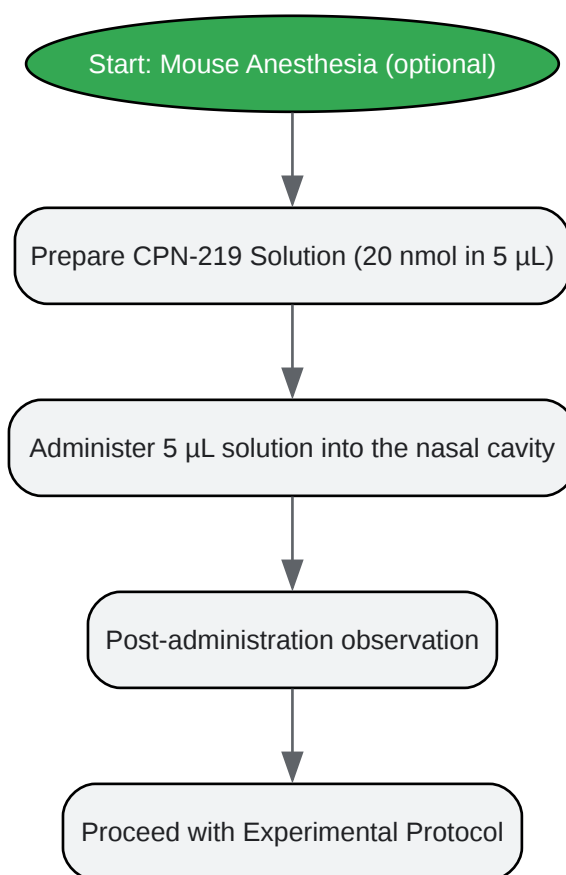 Start: Mouse Anesthesia (optional)
Prepare CPN-219 Solution (20 nmol in 5 µL)
Administer 5 µL solution into the nasal cavity
Post-administration observation
Proceed with Experimental Protocol